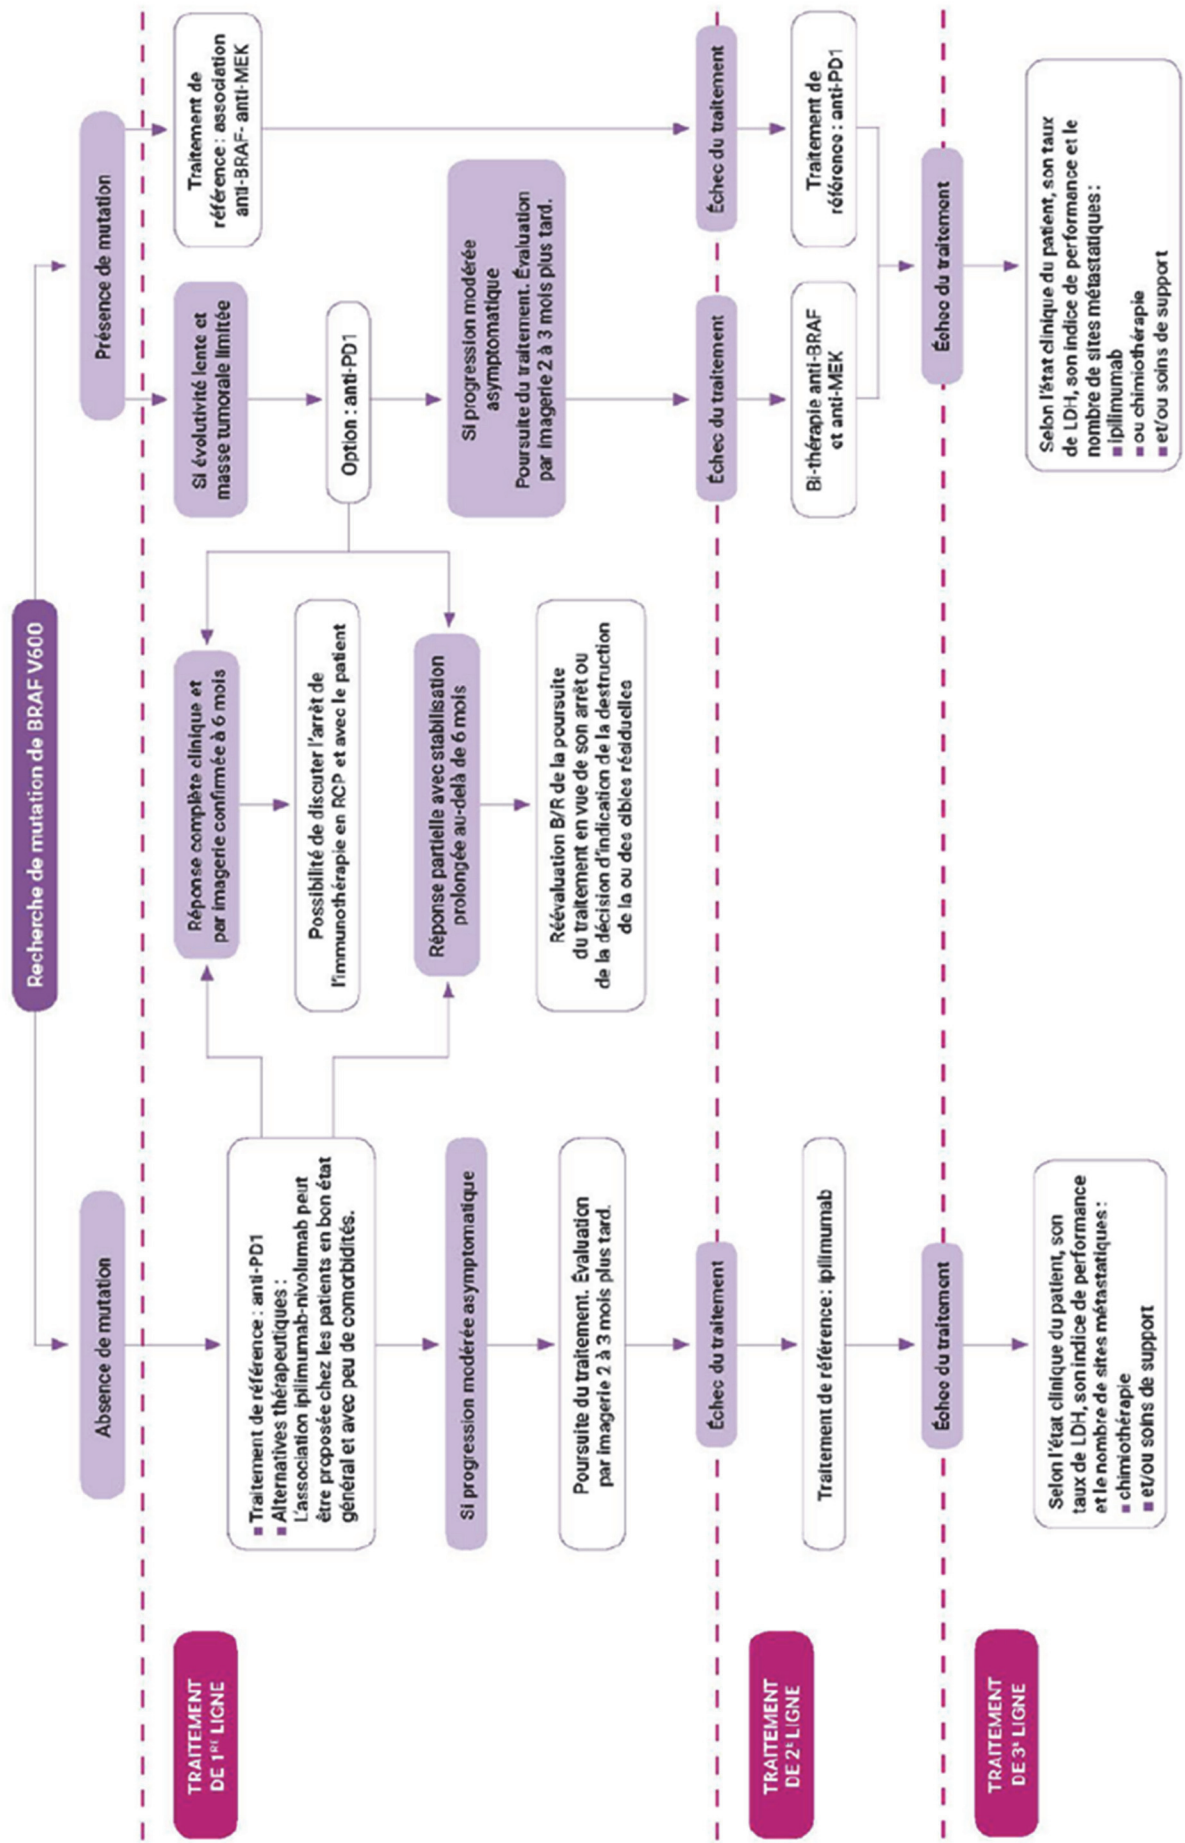 Recherche de mutation de BRAF V600
Absence de mutation
Présence de mutation
TRAITEMENT
DE 1RE LIGNE
■ Traitement de référence : anti-PD1
■ Alternatives thérapeutiques :
L'association ipilimumab-nivolumab peut
être proposée chez les patients en bon état
général et avec peu de comorbidités.
Réponse complète clinique et
par imagerie confirmée à 6 mois
Possibilité de discuter l'arrêt de
l'immunothérapie en RCP et avec le patient
Si évolutivité lente et
masse tumorale limitée
Traitement de
référence : association
anti-BRAF- anti-MEK
Option : anti-PD1
Si progression modérée asymptomatique
Réponse partielle avec stabilisation
prolongée au-delà de 6 mois
Si progression modérée
asymptomatique
Poursuite du traitement. Évaluation
par imagerie 2 à 3 mois plus tard.
Poursuite du traitement. Évaluation
par imagerie 2 à 3 mois plus tard.
Réévaluation B/R de la poursuite
du traitement en vue de son arrêt ou
de la décision d'indication de la destruction
de la ou des cibles résiduelles
Échec du traitement
Échec du traitement
Échec du traitement
TRAITEMENT
DE 2E LIGNE
Traitement de référence : ipilimumab
Bi-thérapie anti-BRAF
et anti-MEK
Traitement de
référence : anti-PD1
Échec du traitement
Échec du traitement
TRAITEMENT
DE 3E LIGNE
Selon l'état clinique du patient, son
taux de LDH, son indice de performance
et le nombre de sites métastatiques :
■ chimiothérapie
■ et/ou soins de support
Selon l'état clinique du patient, son taux
de LDH, son indice de performance et le
nombre de sites métastatiques :
■ ipilimumab
■ ou chimiothérapie
■ et/ou soins de support